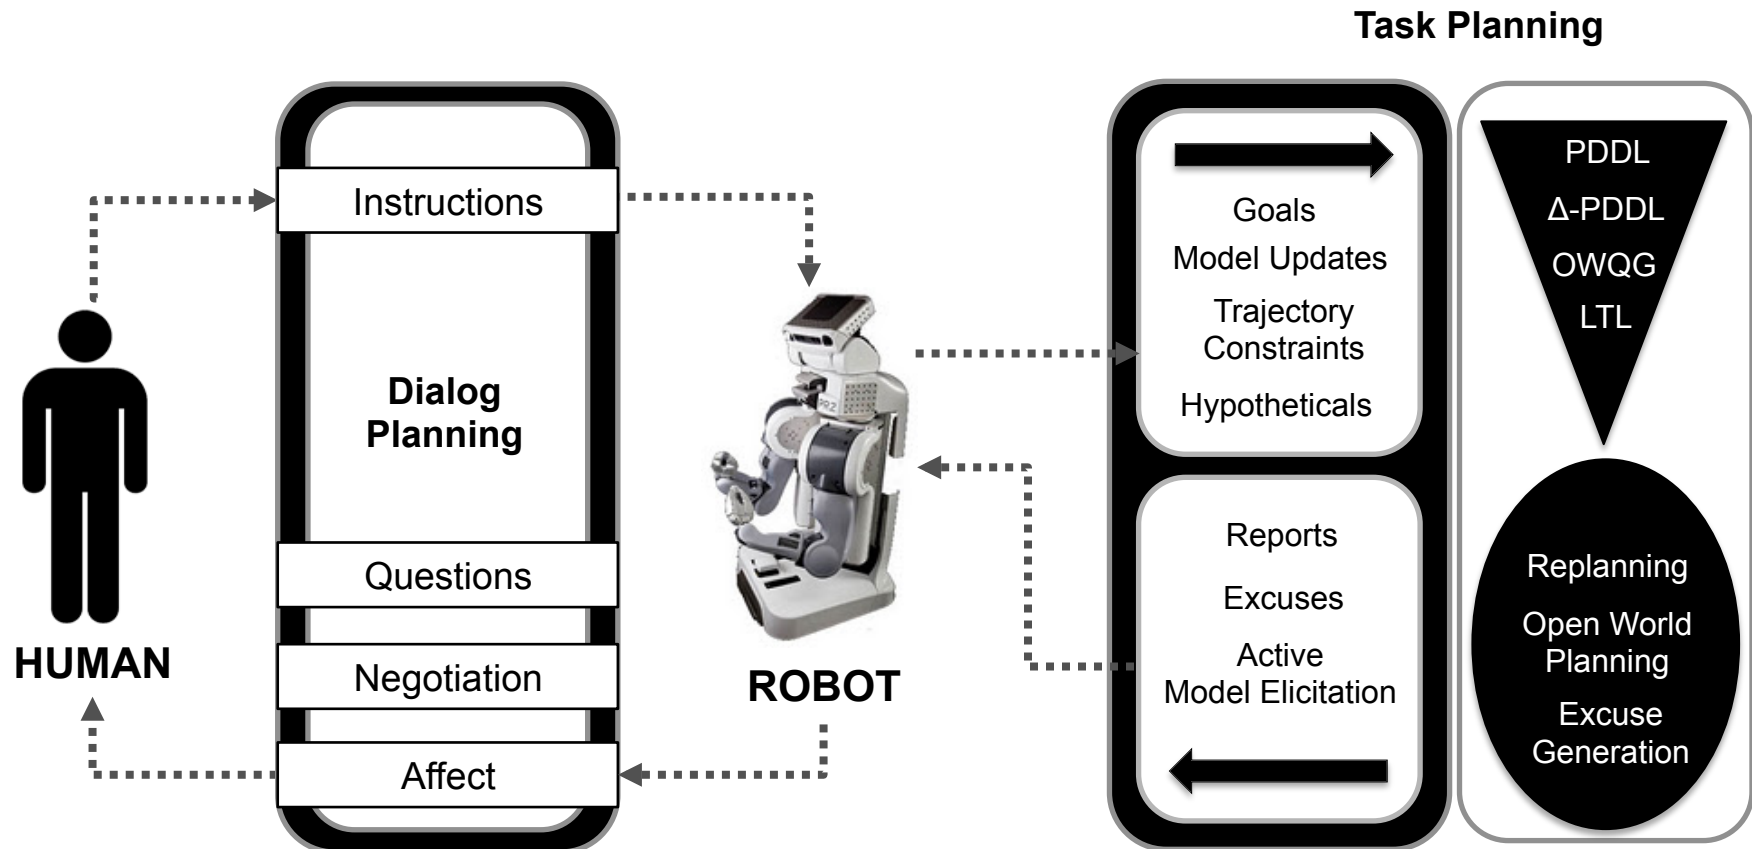 Task Planning
Instructions
Dialog
Planning
Questions
Negotiation
Affect
HUMAN
PR2
ROBOT
Goals
Model Updates
Trajectory
Constraints
Hypotheticals
Reports
Excuses
Active
Model Elicitation
PDDL
Δ-PDDL
OWQG
LTL
Replanning
Open World
Planning
Excuse
Generation